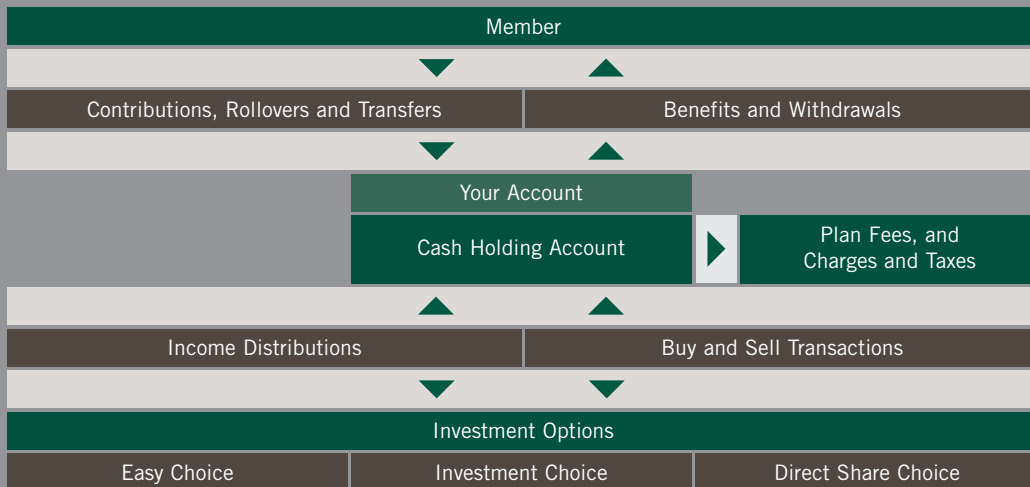 Member
Contributions, Rollovers and Transfers
Benefits and Withdrawals
Your Account
Cash Holding Account
Plan Fees, and
Charges and Taxes
Income Distributions
Buy and Sell Transactions
Investment Options
Easy Choice
Investment Choice
Direct Share Choice